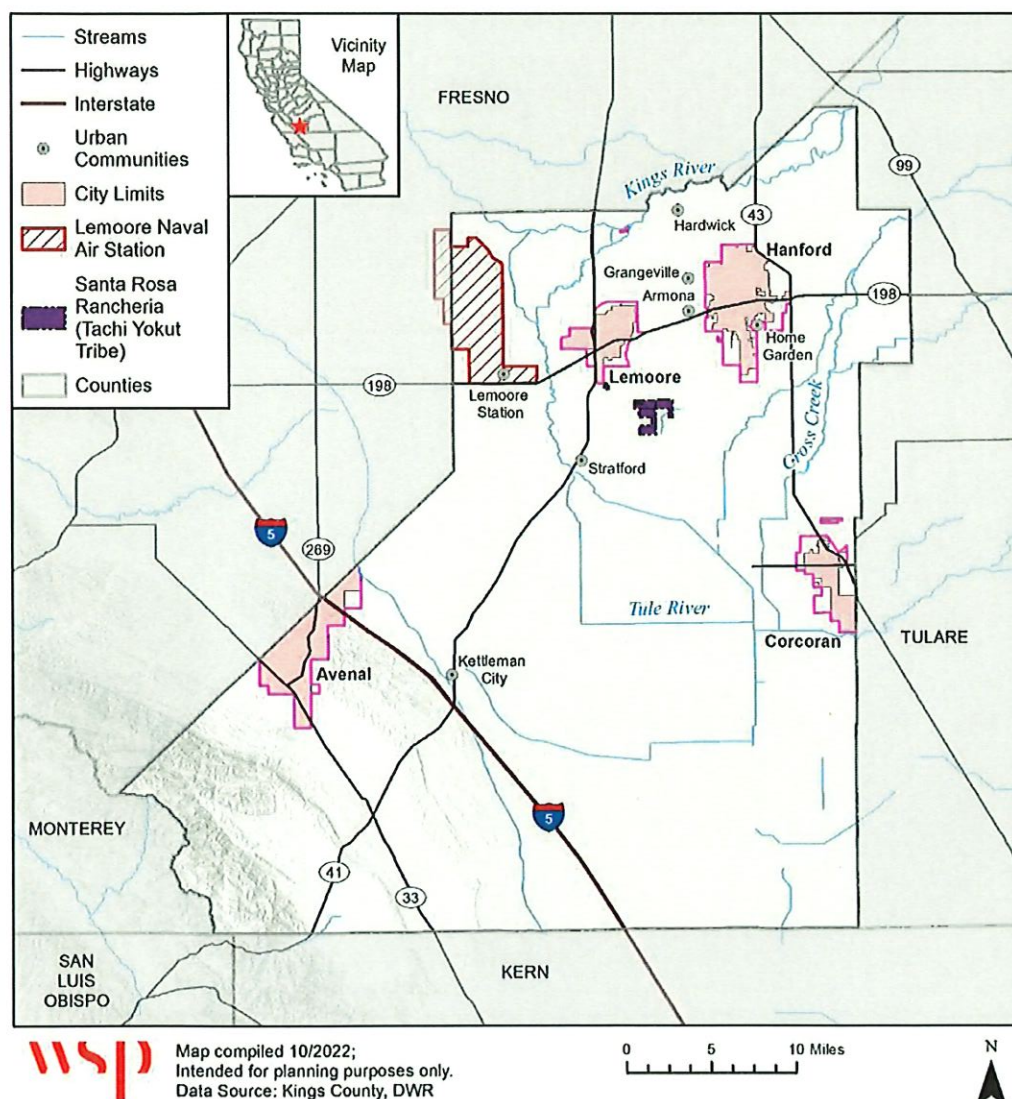 Streams
Highways
Interstate
Urban
Communities
City Limits
Lemoore Naval
Air Station
Santa Rosa
Rancheria
(Tachi Yokut
Tribe)
Counties
Vicinity
Map
FRESNO
Kings River
99
43
Hardwick
Hanford
Grangeville
Armona
198
Home
Garden
Lemoore
198
Lemoore
Station
Cross Creek
Stratford
5
269
Tule River
Corcoran
TULARE
Avenal
Kettleman
City
5
MONTEREY
41
33
SAN
LUIS
OBISPO
KERN
wsp
Map compiled 10/2022;
Intended for planning purposes only.
Data Source: Kings County, DWR
0 5 10 Miles
N